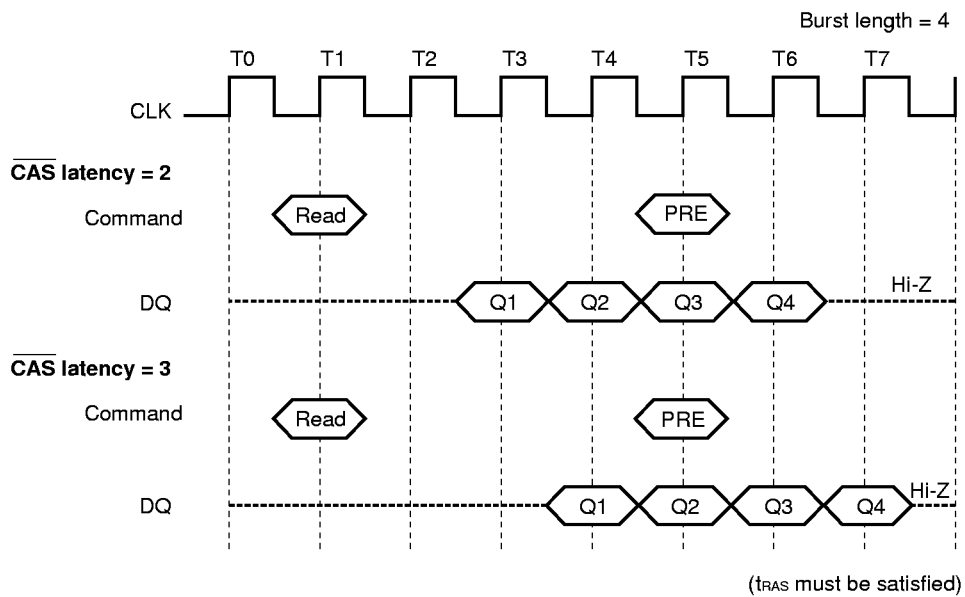 Burst length = 4
T0 T1 T2 T3 T4 T5 T6 T7
CLK
CAS latency = 2
Command Read PRE
DQ Q1 Q2 Q3 Q4 Hi-Z
CAS latency = 3
Command Read PRE
DQ Q1 Q2 Q3 Q4 Hi-Z
(tRAS must be satisfied)